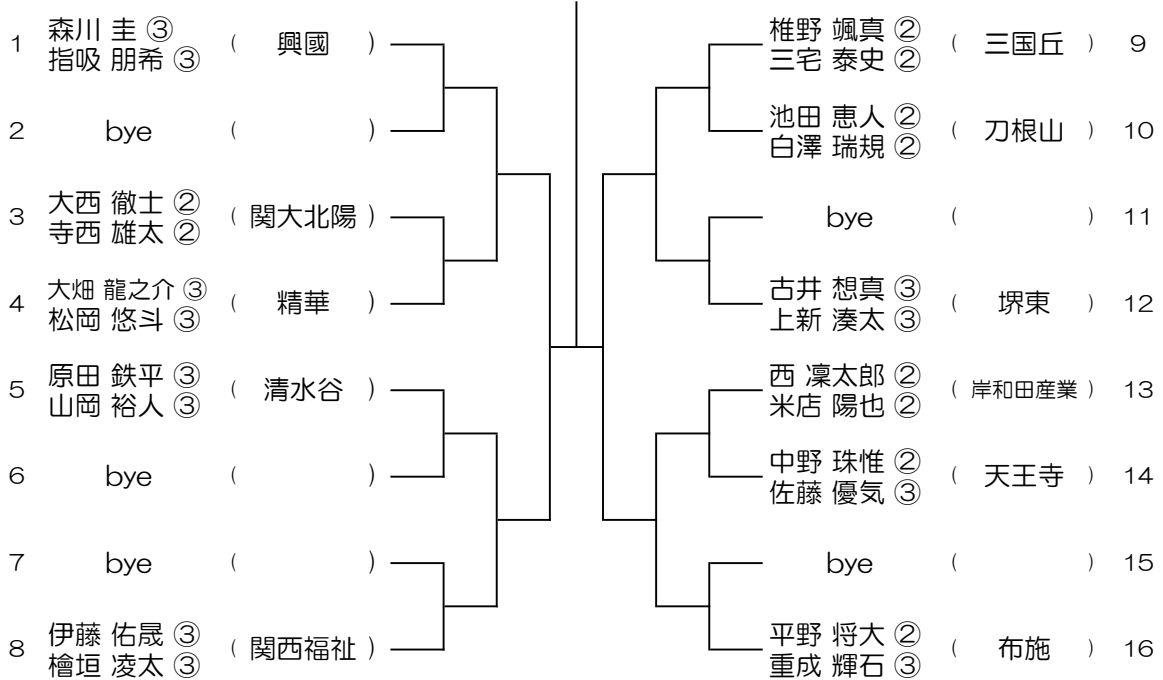 1 森川 圭 ③
指吸 朋希 ③ ( 興國 )
2 bye ( )
3 大西 徹士 ②
寺西 雄太 ② ( 関大北陽 )
4 大畑 龍之介 ③
松岡 悠斗 ③ ( 精華 )
5 原田 鉄平 ③
山岡 裕人 ③ ( 清水谷 )
6 bye ( )
7 bye ( )
8 伊藤 佑晟 ③
檜垣 凌太 ③ ( 関西福祉 )
椎野 颯真 ②
三宅 泰史 ② ( 三国丘 ) 9
池田 恵人 ②
白澤 瑞規 ② ( 刀根山 ) 10
bye ( ) 11
古井 想真 ③
上新 湊太 ③ ( 堺東 ) 12
西 凜太郎 ②
米店 陽也 ② ( 岸和田産業 ) 13
中野 珠惟 ②
佐藤 優気 ③ ( 天王寺 ) 14
bye ( ) 15
平野 将大 ②
重成 輝石 ③ ( 布施 ) 16